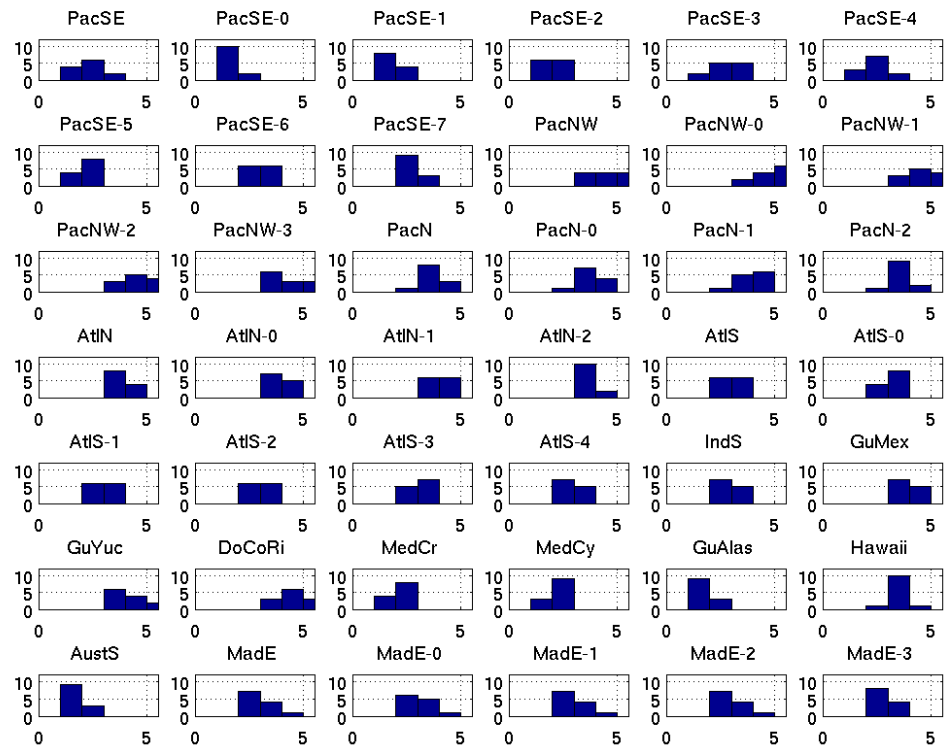 PacSE PacSE-0 PacSE-1 PacSE-2 PacSE-3 PacSE-4
10 10 10 10 10 10
5 5 5 5 5 5
0 0 0 0 0 0
0 5 0 5 0 5 0 5 0 5 0 5
PacSE-5 PacSE-6 PacSE-7 PacNW PacNW-0 PacNW-1
10 10 10 10 10 10
5 5 5 5 5 5
0 0 0 0 0 0
0 5 0 5 0 5 0 5 0 5 0 5
PacNW-2 PacNW-3 PacN PacN-0 PacN-1 PacN-2
10 10 10 10 10 10
5 5 5 5 5 5
0 0 0 0 0 0
0 5 0 5 0 5 0 5 0 5 0 5
AtlN AtlN-0 AtlN-1 AtlN-2 AtlS AtlS-0
10 10 10 10 10 10
5 5 5 5 5 5
0 0 0 0 0 0
0 5 0 5 0 5 0 5 0 5 0 5
AtlS-1 AtlS-2 AtlS-3 AtlS-4 IndS GuMex
10 10 10 10 10 10
5 5 5 5 5 5
0 0 0 0 0 0
0 5 0 5 0 5 0 5 0 5 0 5
GuYuc DoCoRi MedCr MedCy GuAlas Hawaii
10 10 10 10 10 10
5 5 5 5 5 5
0 0 0 0 0 0
0 5 0 5 0 5 0 5 0 5 0 5
AustS MadE MadE-0 MadE-1 MadE-2 MadE-3
10 10 10 10 10 10
5 5 5 5 5 5
0 0 0 0 0 0
0 5 0 5 0 5 0 5 0 5 0 5